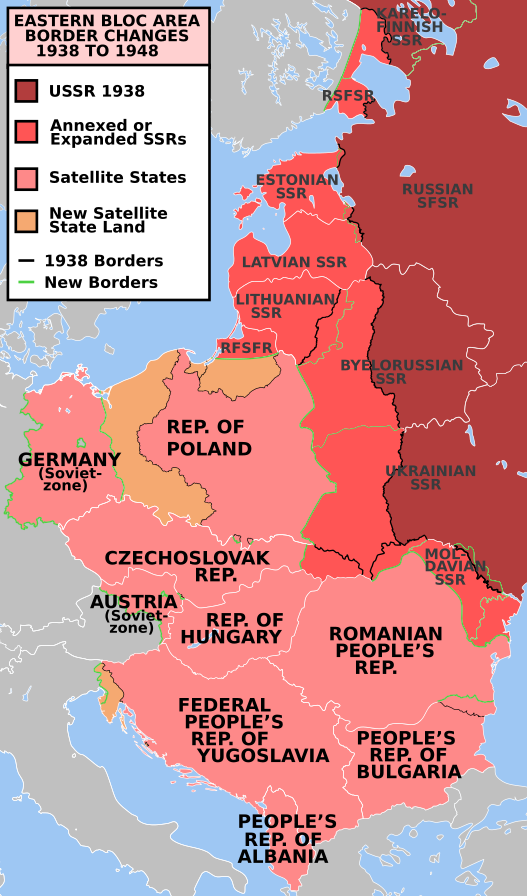 EASTERN BLOC AREA
BORDER CHANGES
1938 TO 1948
USSR 1938
Annexed or
Expanded SSRs
Satellite States
New Satellite
State Land
1938 Borders
New Borders
KARELO-
FINNISH
SSR
RSFSR
ESTONIAN
SSR
RUSSIAN
SFSR
LATVIAN SSR
LITHUANIAN
SSR
RFSFR
BYELORUSSIAN
SSR
REP. OF
POLAND
GERMANY
(Soviet-
zone)
UKRAINIAN
SSR
CZECHOSLOVAK
REP.
MOL-
DAVIAN
SSR
AUSTRIA
(Soviet-
zone)
REP. OF
HUNGARY
ROMANIAN
PEOPLE'S
REP.
FEDERAL
PEOPLE'S
REP. OF
YUGOSLAVIA
PEOPLE'S
REP. OF
BULGARIA
PEOPLE'S
REP. OF
ALBANIA